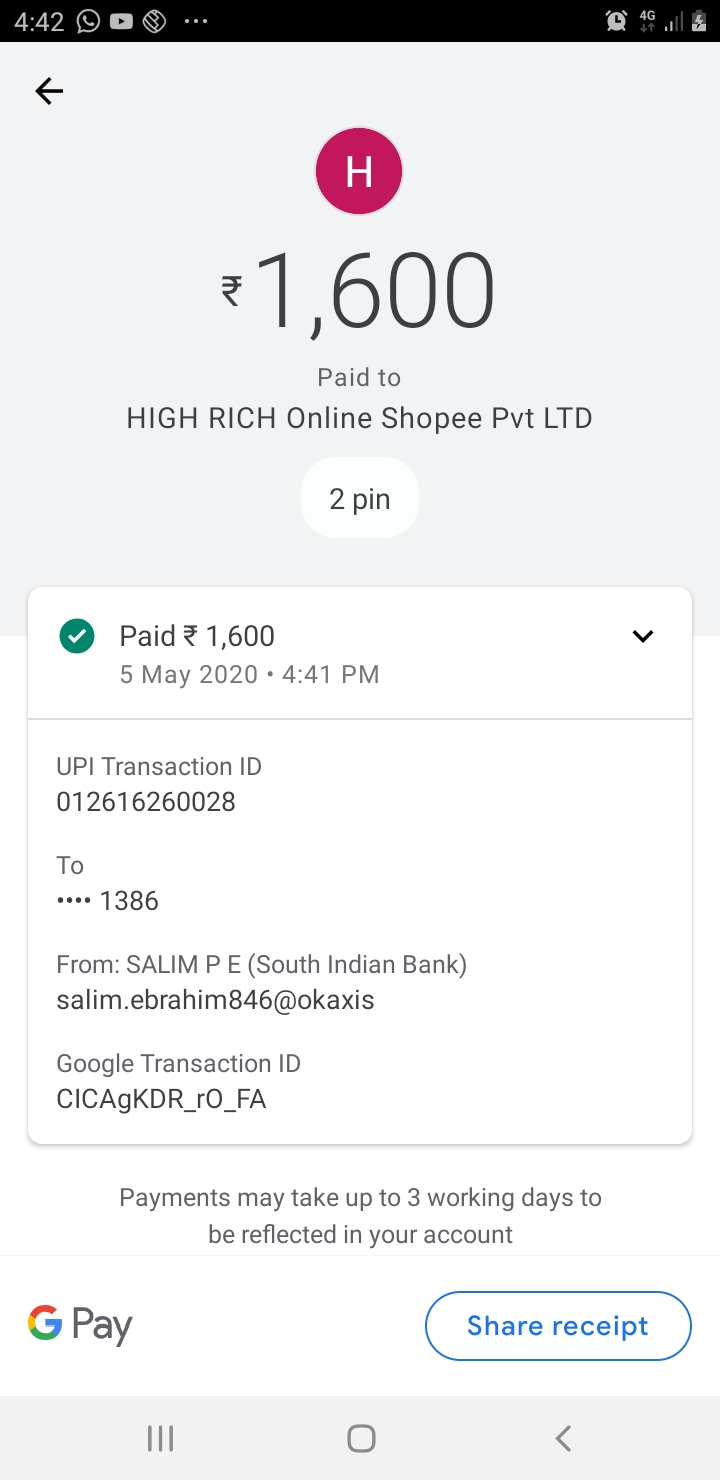 4:42
4G
H
₹1,600
Paid to
HIGH RICH Online Shopee Pvt LTD
2 pin
Paid ₹ 1,600
5 May 2020 • 4:41 PM
UPI Transaction ID
012616260028
To
•••• 1386
From: SALIM P E (South Indian Bank)
salim.ebrahim846@okaxis
Google Transaction ID
CICAgKDR_rO_FA
Payments may take up to 3 working days to
be reflected in your account
G Pay
Share receipt